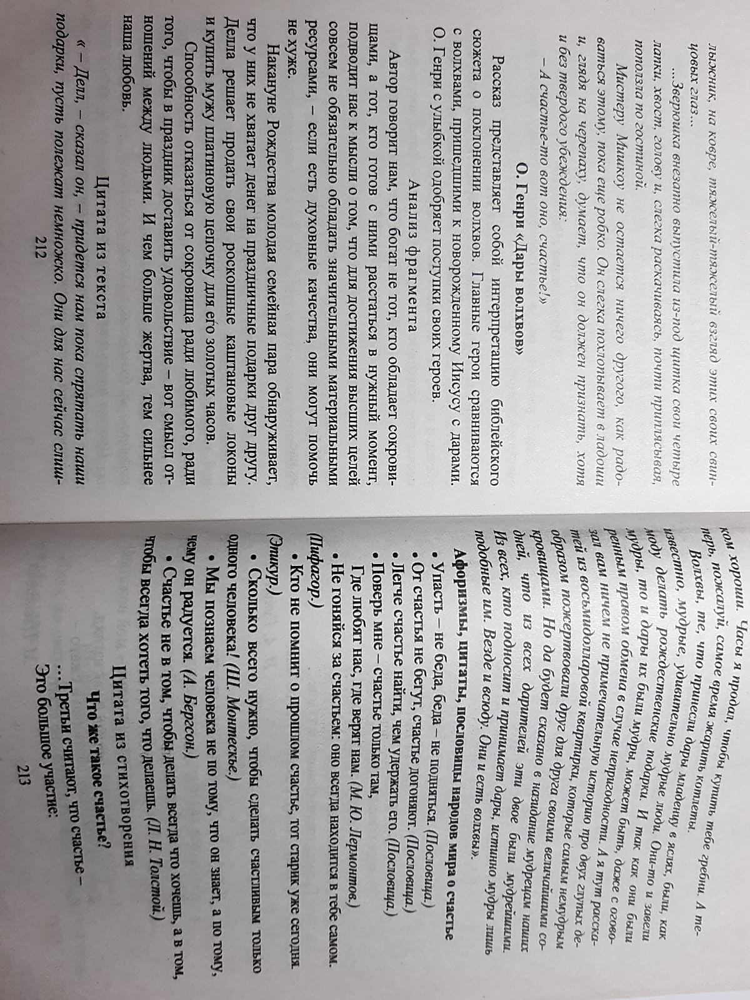 лыжник, на ковре, тяжелый-тяжелый взгляд этих своих свин-
цовых глаз...
...Зверюшка внезапно выпустила из-под щитка свои четыре
лапки, хвост, голову и, слегка раскачиваясь, почти приплясывая,
поползла по гостиной.
Мистеру Мишкоу не остается ничего другого, как радо-
ваться этому, пока еще робко. Он слегка похлопывает в ладоши
и, глядя на черепаху, думает, что он должен признать, хотя
и без твердого убеждения:
– А счастье-то вот оно, счастье!»
О. Генри «Дары волхвов»
Рассказ представляет собой интерпретацию библейского
сюжета о поклонении волхвов. Главные герои сравниваются
с волхвами, пришедшими к новорожденному Иисусу с дарами.
О. Генри с улыбкой одобряет поступки своих героев.
Анализ фрагмента
Автор говорит нам, что богат не тот, кто обладает сокрови-
щами, а тот, кто готов с ними расстаться в нужный момент,
подводит нас к мысли о том, что для достижения высших целей
совсем не обязательно обладать значительными материальными
ресурсами, – если есть духовные качества, они могут помочь
не хуже.
Накануне Рождества молодая семейная пара обнаруживает,
что у них не хватает денег на праздничные подарки друг другу.
Делла решает продать свои роскошные каштановые локоны
и купить мужу платиновую цепочку для его золотых часов.
Способность отказаться от сокровища ради любимого, ради
того, чтобы в праздник доставить удовольствие – вот смысл от-
ношений между людьми. И чем больше жертва, тем сильнее
наша любовь.
Цитата из текста
« – Делл, – сказал он, – придется нам пока спрятать наши
подарки, пусть полежат немножко. Они для нас сейчас слиш-
212
ком хороши. Часы я продал, чтобы купить тебе гребни. А те-
перь, пожалуй, самое время жарить котлеты.
Волхвы, те, что принесли дары младенцу в яслях, были, как
известно, мудрые, удивительно мудрые люди. Они-то и завели
моду делать рождественские подарки. И так как они были
мудры, то и дары их были мудры, может быть, даже с огово-
ренным правом обмена в случае непригодности. А я тут расска-
зал вам ничем не примечательную историю про двух глупых де-
тей из восьмидолларовой квартирки, которые самым немудрым
образом пожертвовали друг для друга своими величайшими со-
кровищами. Но да будет сказано в назидание мудрецам наших
дней, что из всех дарителей эти двое были мудрейшими.
Из всех, кто подносит и принимает дары, истинно мудры лишь
подобные им. Везде и всюду. Они и есть волхвы».
Афоризмы, цитаты, пословицы народов мира о счастье
• Упасть – не беда, беда – не подняться. (Пословица.)
• От счастья не бегут, счастье догоняют. (Пословица.)
• Легче счастье найти, чем удержать его. (Пословица.)
• Поверь мне – счастье только там,
Где любят нас, где верят нам. (М. Ю. Лермонтов.)
• Не гоняйся за счастьем: оно всегда находится в тебе самом.
(Пифагор.)
• Кто не помнит о прошлом счастье, тот старик уже сегодня.
(Эпикур.)
• Сколько всего нужно, чтобы сделать счастливым только
одного человека! (Ш. Монтескье.)
• Мы познаем человека не по тому, что он знает, а по тому,
чему он радуется. (А. Бергсон.)
• Счастье не в том, чтобы делать всегда что хочешь, а в том,
чтобы всегда хотеть того, что делаешь. (Л. Н. Толстой.)
Цитата из стихотворения
Что же такое счастье?
...Третьи считают, что счастье –
Это большое участие:
213